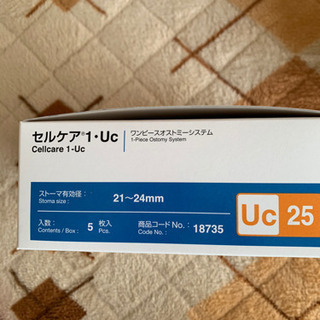 セルケア®1・Uc ワンピースオストミーシステム
Cellcare 1-Uc 1-Piece Ostomy System
ストーマ有効径： 21～24mm
Stoma size :
入数： 5 枚入 商品コードNo.： 18735
Contents / Box : Pcs. Code No. :
Uc 25